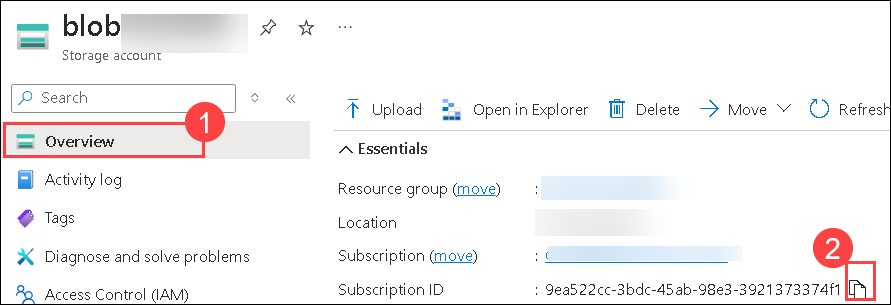 blob
Storage account
Search
1
Upload
Open in Explorer
Delete
Move
Refresh
Overview
Essentials
Activity log
Resource group (move) :
Tags
Location
Diagnose and solve problems
Subscription (move) :
2
Access Control (IAM)
Subscription ID : 9ea522cc-3bdc-45ab-98e3-3921373374f1